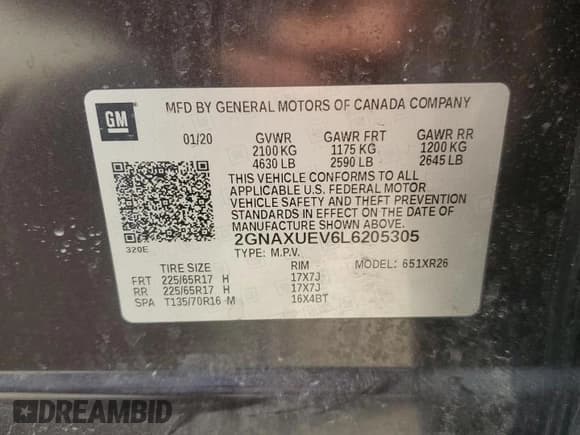 GM
MFD BY GENERAL MOTORS OF CANADA COMPANY
01/20 GVWR GAWR FRT GAWR RR
2100 KG 1175 KG 1200 KG
4630 LB 2590 LB 2645 LB
THIS VEHICLE CONFORMS TO ALL
APPLICABLE U.S. FEDERAL MOTOR
VEHICLE SAFETY AND THEFT PREVENTION
STANDARDS IN EFFECT ON THE DATE OF
MANUFACTURE SHOWN ABOVE.
2GNAXUEV6L6205305
320E TYPE: M.P.V.
TIRE SIZE RIM MODEL: 651XR26
FRT 225/65R17 H 17X7J
RR 225/65R17 H 17X7J
SPA T135/70R16 M 16X4BT
DREAMBID